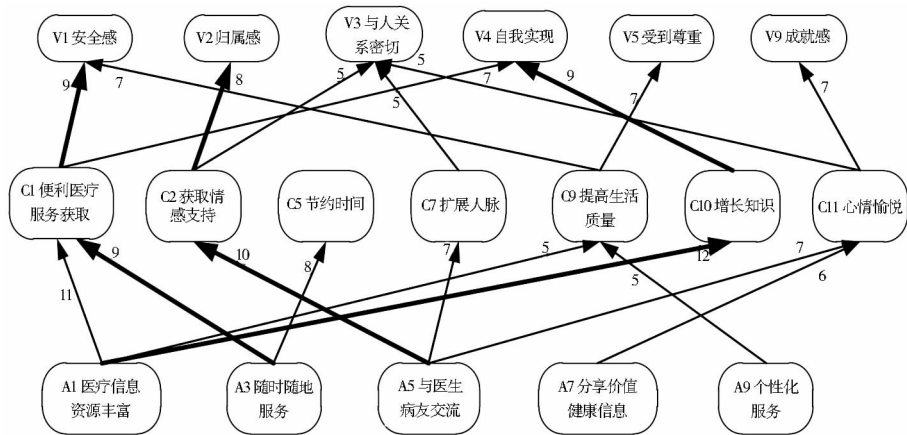 V1 安全感
V2 归属感
V3 与人关
系密切
V4 自我实现
V5 受到尊重
V9 成就感
9
7
8
5
5
5
7
9
7
7
C1 便利医疗
服务获取
C2 获取情
感支持
C5 节约时间
C7 扩展人脉
C9 提高生活
质量
C10 增长知识
C11 心情愉悦
11
9
10
8
7
5
5
12
7
6
A1 医疗信息
资源丰富
A3 随时随地
服务
A5 与医生
病友交流
A7 分享价值
健康信息
A9 个性化
服务